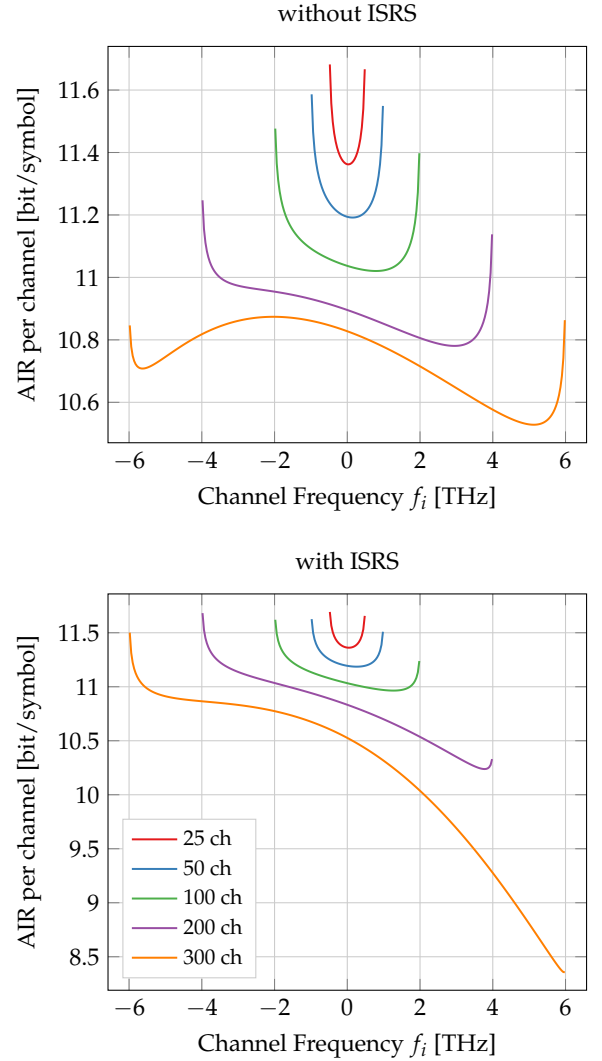 without ISRS
11.6
11.4
11.2
11
10.8
10.6
AIR per channel [bit/symbol]
−6 −4 −2 0 2 4 6
Channel Frequency f_i [THz]
with ISRS
11.5
11
10.5
10
9.5
9
8.5
AIR per channel [bit/symbol]
25 ch
50 ch
100 ch
200 ch
300 ch
−6 −4 −2 0 2 4 6
Channel Frequency f_i [THz]